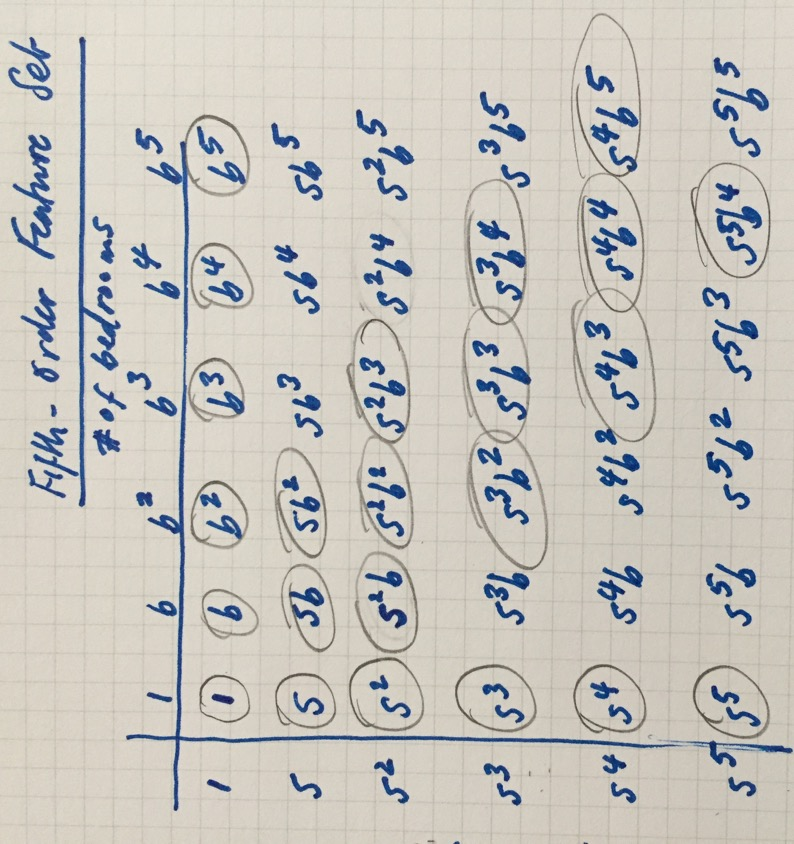 Fifth-Order Feature Set
# of bedrooms
1 b b² b³ b⁴ b⁵
1 1 b b² b³ b⁴ b⁵
s s sb sb² sb³ sb⁴ sb⁵
s² s² s²b s²b² s²b³ s²b⁴ s²b⁵
s³ s³ s³b s³b² s³b³ s³b⁴ s³b⁵
s⁴ s⁴ s⁴b s⁴b² s⁴b³ s⁴b⁴ s⁴b⁵
s⁵ s⁵ s⁵b s⁵b² s⁵b³ s⁵b⁴ s⁵b⁵